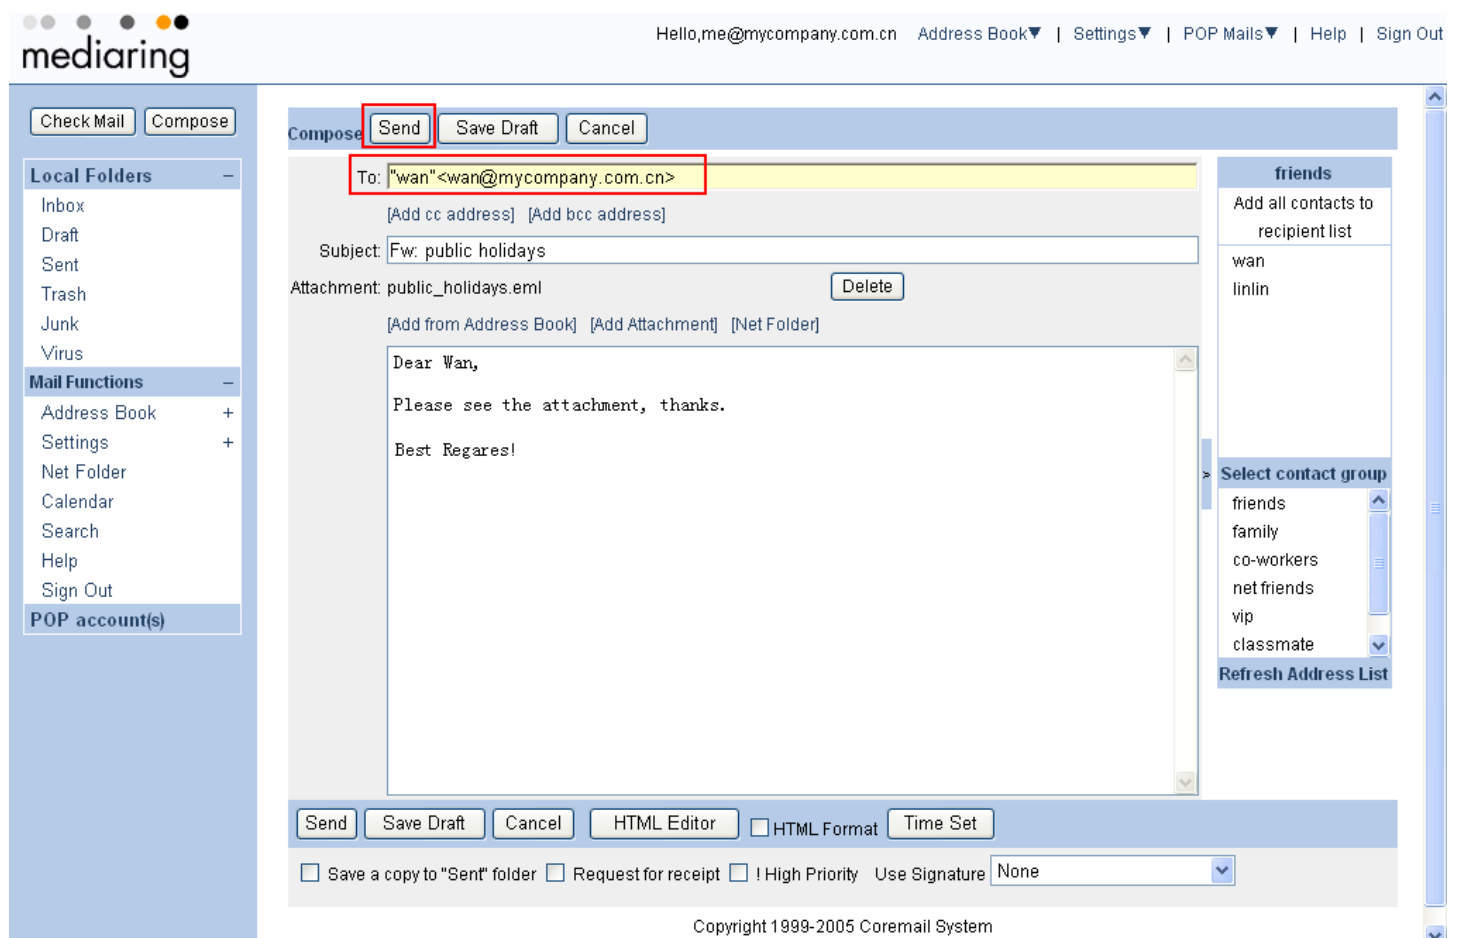 mediaring
Hello,me@mycompany.com.cn Address Book▼ | Settings▼ | POP Mails▼ | Help | Sign Out
Check Mail Compose
Compose Send Save Draft Cancel
Local Folders −
Inbox
Draft
Sent
Trash
Junk
Virus
Mail Functions −
Address Book +
Settings +
Net Folder
Calendar
Search
Help
Sign Out
POP account(s)
To: "wan"<wan@mycompany.com.cn>
[Add cc address] [Add bcc address]
Subject: Fw: public holidays
Attachment: public_holidays.eml Delete
[Add from Address Book] [Add Attachment] [Net Folder]
Dear Wan,
Please see the attachment, thanks.
Best Regares!
friends
Add all contacts to
recipient list
wan
linlin
>
Select contact group
friends
family
co-workers
net friends
vip
classmate
Refresh Address List
Send Save Draft Cancel HTML Editor HTML Format Time Set
Save a copy to "Sent" folder Request for receipt ! High Priority Use Signature None
Copyright 1999-2005 Coremail System